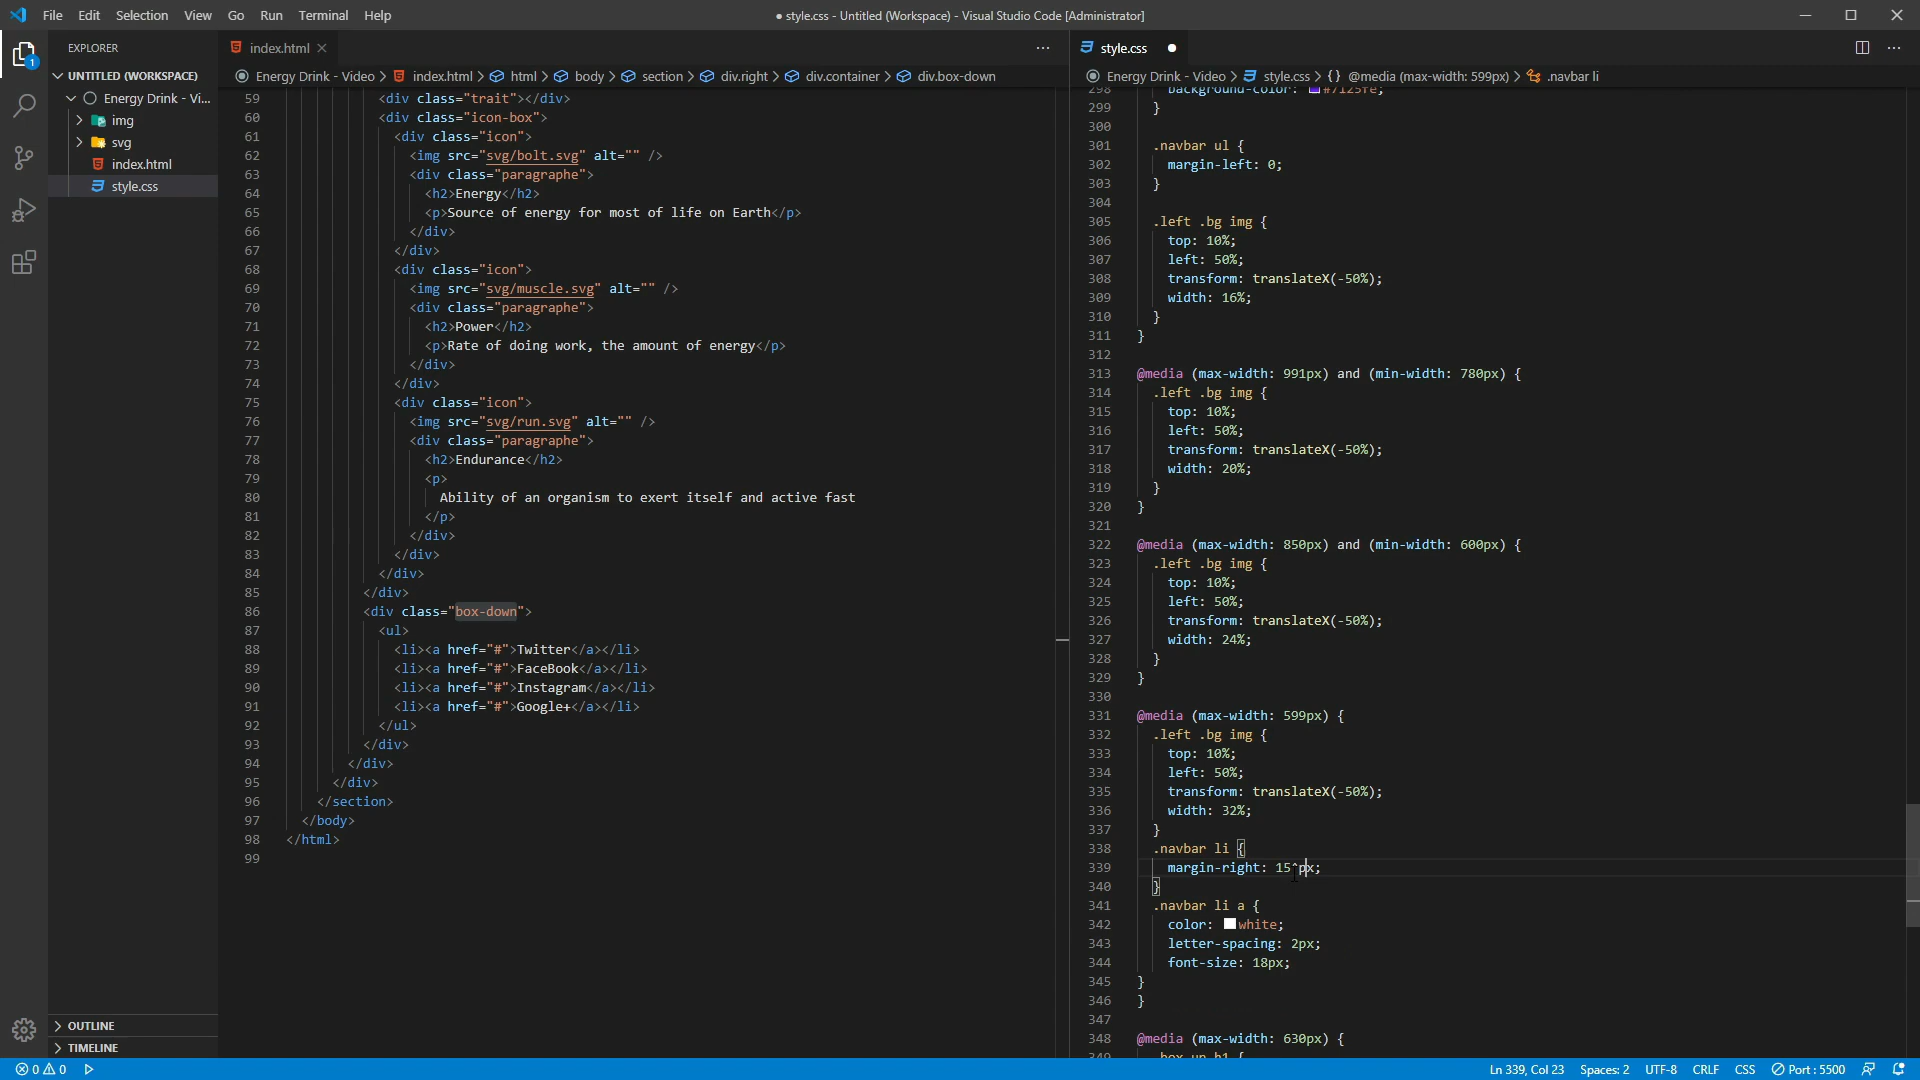 File Edit Selection View Go Run Terminal Help
● style.css - Untitled (Workspace) - Visual Studio Code [Administrator]
EXPLORER
UNTITLED (WORKSPACE)
Energy Drink - Vi...
img
svg
index.html
style.css
OUTLINE
TIMELINE
1
index.html
Energy Drink - Video > index.html > html > body > section > div.right > div.container > div.box-down
59 <div class="trait"></div>
60 <div class="icon-box">
61 <div class="icon">
62 <img src="svg/bolt.svg" alt="" />
63 <div class="paragraphe">
64 <h2>Energy</h2>
65 <p>Source of energy for most of life on Earth</p>
66 </div>
67 </div>
68 <div class="icon">
69 <img src="svg/muscle.svg" alt="" />
70 <div class="paragraphe">
71 <h2>Power</h2>
72 <p>Rate of doing work, the amount of energy</p>
73 </div>
74 </div>
75 <div class="icon">
76 <img src="svg/run.svg" alt="" />
77 <div class="paragraphe">
78 <h2>Endurance</h2>
79 <p>
80 Ability of an organism to exert itself and active fast
81 </p>
82 </div>
83 </div>
84 </div>
85 </div>
86 <div class="box-down">
87 <ul>
88 <li><a href="#">Twitter</a></li>
89 <li><a href="#">FaceBook</a></li>
90 <li><a href="#">Instagram</a></li>
91 <li><a href="#">Google+</a></li>
92 </ul>
93 </div>
94 </div>
95 </div>
96 </section>
97 </body>
98 </html>
99
style.css
Energy Drink - Video > style.css > {} @media (max-width: 599px) > .navbar li
298 background-color: #7125fe;
299 }
300
301 .navbar ul {
302 margin-left: 0;
303 }
304
305 .left .bg img {
306 top: 10%;
307 left: 50%;
308 transform: translateX(-50%);
309 width: 16%;
310 }
311 }
312
313 @media (max-width: 991px) and (min-width: 780px) {
314 .left .bg img {
315 top: 10%;
316 left: 50%;
317 transform: translateX(-50%);
318 width: 20%;
319 }
320 }
321
322 @media (max-width: 850px) and (min-width: 600px) {
323 .left .bg img {
324 top: 10%;
325 left: 50%;
326 transform: translateX(-50%);
327 width: 24%;
328 }
329 }
330
331 @media (max-width: 599px) {
332 .left .bg img {
333 top: 10%;
334 left: 50%;
335 transform: translateX(-50%);
336 width: 32%;
337 }
338 .navbar li {
339 margin-right: 15^px;
340 }
341 .navbar li a {
342 color: white;
343 letter-spacing: 2px;
344 font-size: 18px;
345 }
346 }
347
348 @media (max-width: 630px) {
349 .box-up h1 {
0 0 Ln 339, Col 23 Spaces: 2 UTF-8 CRLF CSS Port : 5500